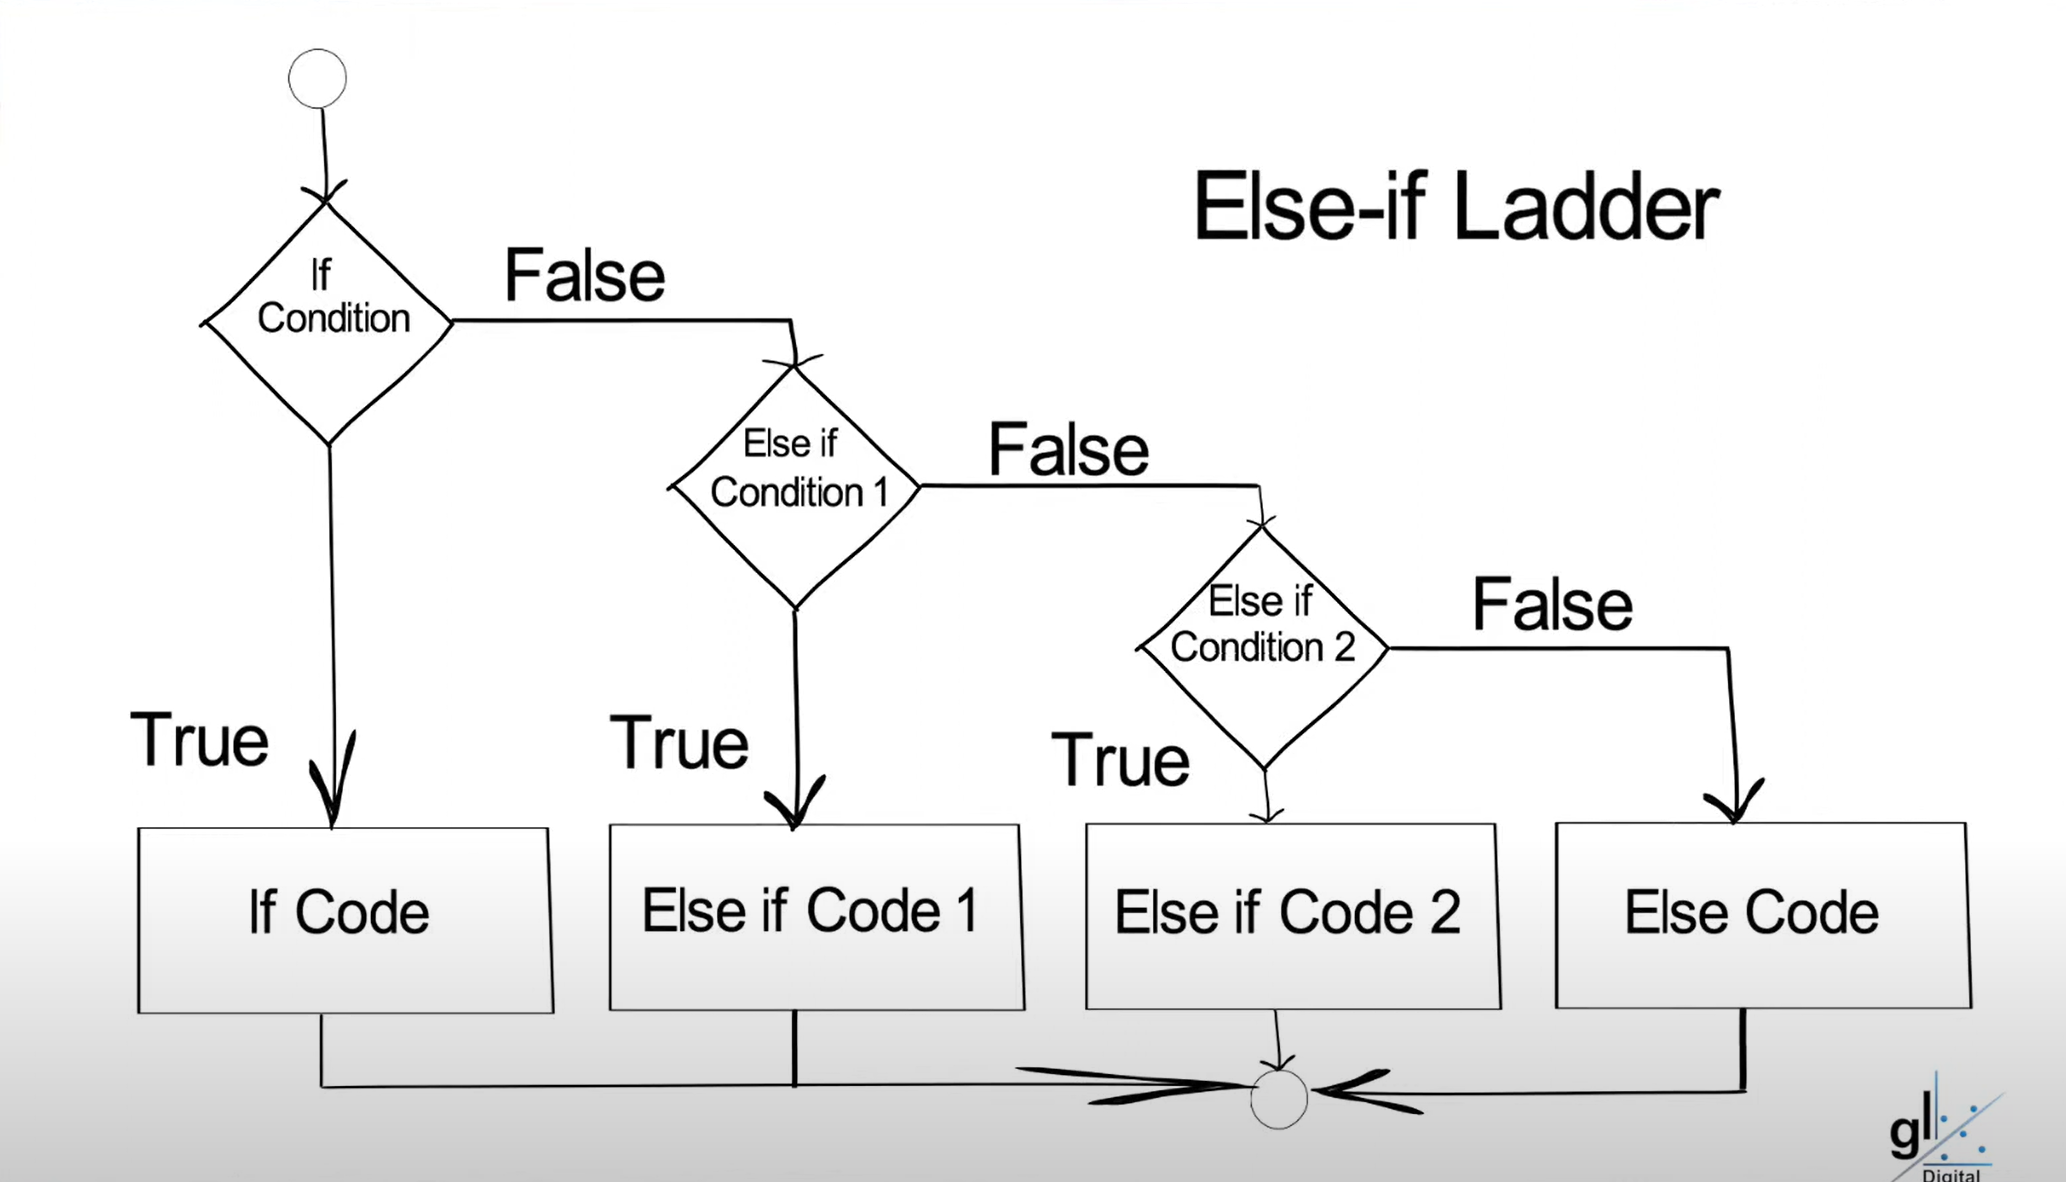 Else-if Ladder
If
Condition
False
Else if
Condition 1
False
Else if
Condition 2
False
True
True
True
If Code
Else if Code 1
Else if Code 2
Else Code
gl
Digital